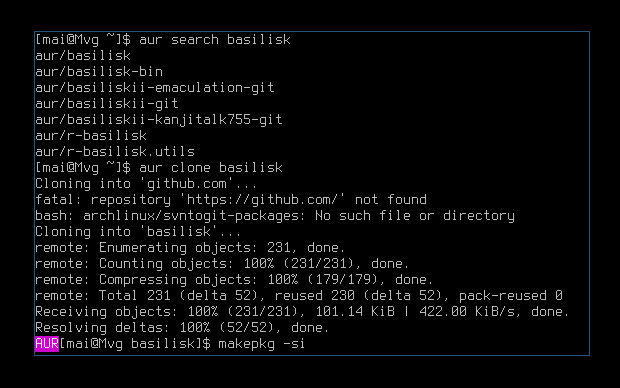 [mai@Mvg ~]$ aur search basilisk
aur/basilisk
aur/basilisk-bin
aur/basiliskii-emaculation-git
aur/basiliskii-git
aur/basiliskii-kanjitalk755-git
aur/r-basilisk
aur/r-basilisk.utils
[mai@Mvg ~]$ aur clone basilisk
Cloning into 'github.com'...
fatal: repository 'https://github.com/' not found
bash: archlinux/svntogit-packages: No such file or directory
Cloning into 'basilisk'...
remote: Enumerating objects: 231, done.
remote: Counting objects: 100% (231/231), done.
remote: Compressing objects: 100% (179/179), done.
remote: Total 231 (delta 52), reused 230 (delta 52), pack-reused 0
Receiving objects: 100% (231/231), 101.14 KiB | 422.00 KiB/s, done.
Resolving deltas: 100% (52/52), done.
AUR[mai@Mvg basilisk]$ makepkg -si